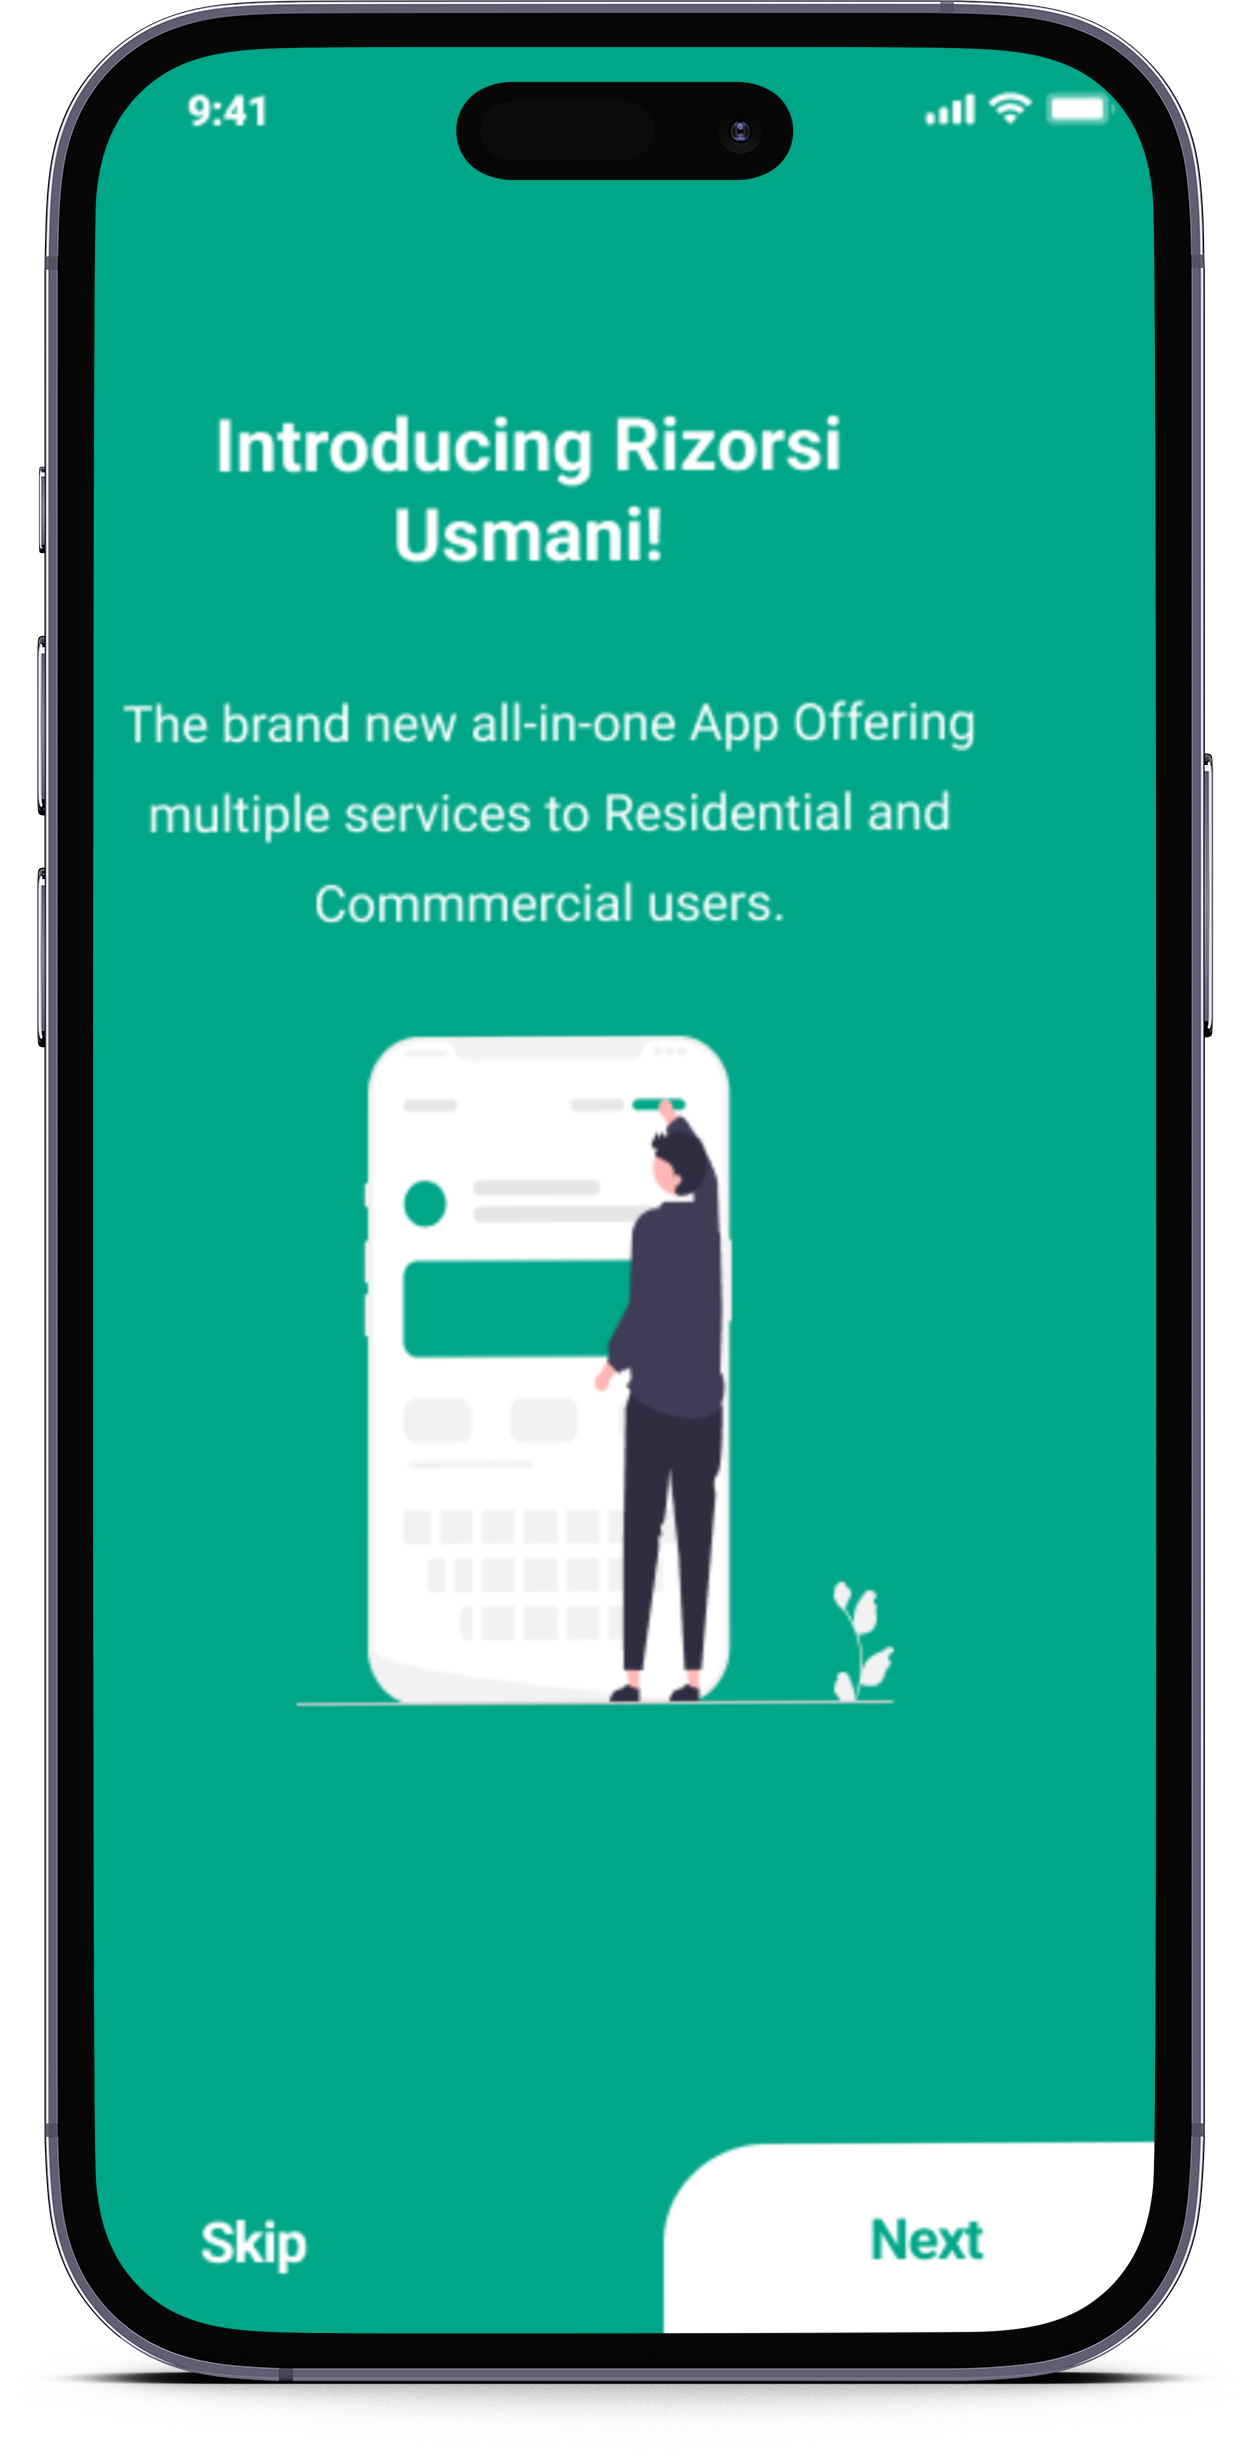 9:41
Introducing Rizorsi
Usmani!
The brand new all-in-one App Offering
multiple services to Residential and
Commmercial users.
Skip
Next